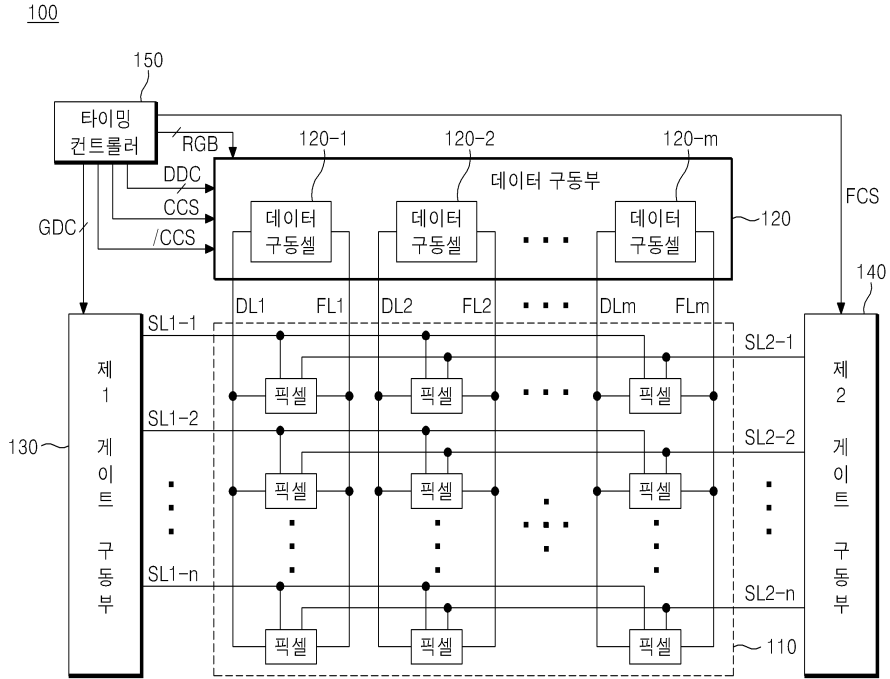 100
150
타이밍
컨트롤러
RGB
120-1
120-2
120-m
데이터 구동부
DDC
CCS
/CCS
GDC
FCS
데이터
구동셀
데이터
구동셀
데이터
구동셀
120
140
DL1
FL1
DL2
FL2
DLm
FLm
SL1-1
SL2-1
픽셀
픽셀
픽셀
SL1-2
SL2-2
픽셀
픽셀
픽셀
130
제1 게이트 구동부
제2 게이트 구동부
SL1-n
SL2-n
픽셀
픽셀
픽셀
110